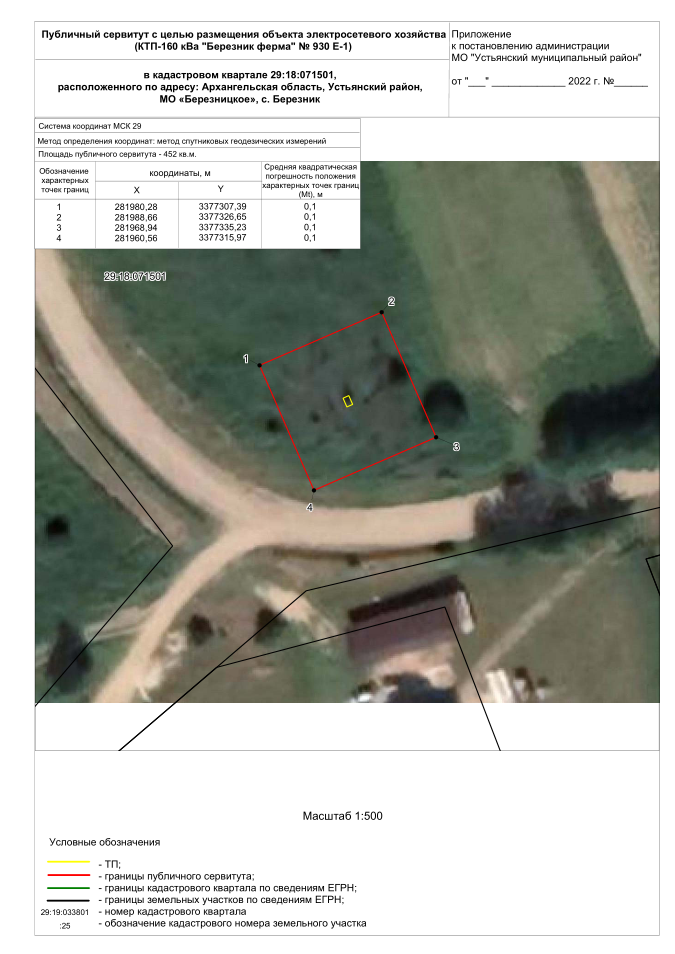 Публичный сервитут с целью размещения объекта электросетевого хозяйства
(КТП-160 кВа "Березник ферма" № 930 Е-1)
в кадастровом квартале 29:18:071501,
расположенного по адресу: Архангельская область, Устьянский район,
МО «Березницкое», с. Березник
Приложение
к постановлению администрации
МО "Устьянский муниципальный район"
от "___" _____________ 2022 г. №______
Система координат МСК 29
Метод определения координат: метод спутниковых геодезических измерений
Площадь публичного сервитута - 452 кв.м.
Обозначение характерных точек границ
координаты, м
X Y
Средняя квадратическая погрешность положения характерных точек границ (Mt), м
1 281980,28 3377307,39 0,1
2 281988,66 3377326,65 0,1
3 281968,94 3377335,23 0,1
4 281960,56 3377315,97 0,1
29:18:071501
2
1
3
4
Масштаб 1:500
Условные обозначения
- ТП;
- границы публичного сервитута;
- границы кадастрового квартала по сведениям ЕГРН;
- границы земельных участков по сведениям ЕГРН;
29:19:033801 - номер кадастрового квартала
:25 - обозначение кадастрового номера земельного участка